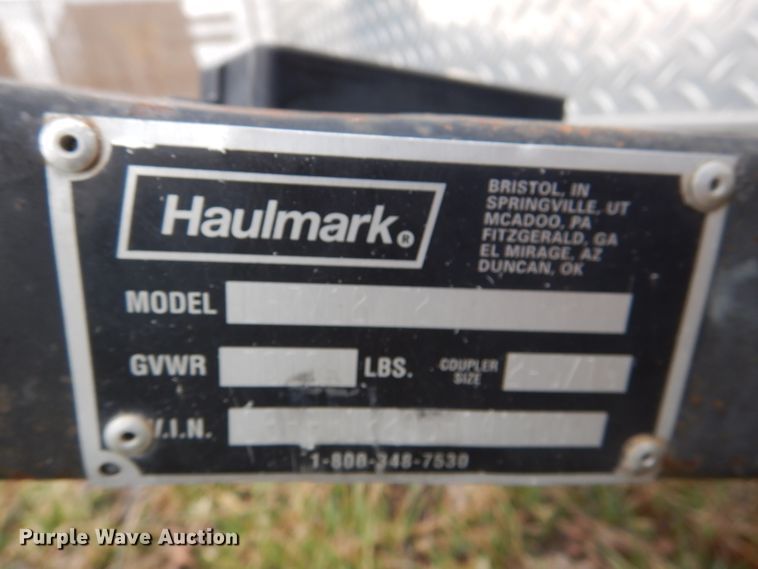 Haulmark®
BRISTOL, IN
SPRINGVILLE, UT
MCADOO, PA
FITZGERALD, GA
EL MIRAGE, AZ
DUNCAN, OK
MODEL
GVWR LBS. COUPLER SIZE
V.I.N.
1-800-348-7530
Purple Wave Auction